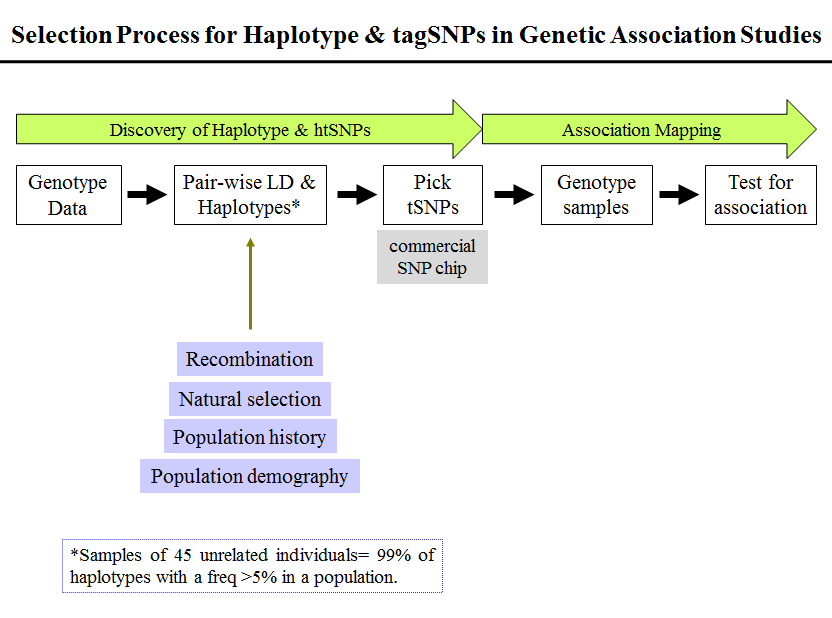 Selection Process for Haplotype & tagSNPs in Genetic Association Studies
Discovery of Haplotype & htSNPs
Association Mapping
Genotype
Data
Pair-wise LD &
Haplotypes*
Pick
tSNPs
Genotype
samples
Test for
association
commercial
SNP chip
Recombination
Natural selection
Population history
Population demography
*Samples of 45 unrelated individuals= 99% of
haplotypes with a freq >5% in a population.